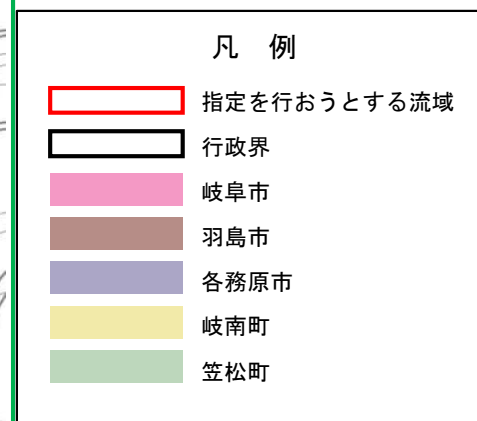 凡 例
指定を行おうとする流域
行政界
岐阜市
羽島市
各務原市
岐南町
笠松町